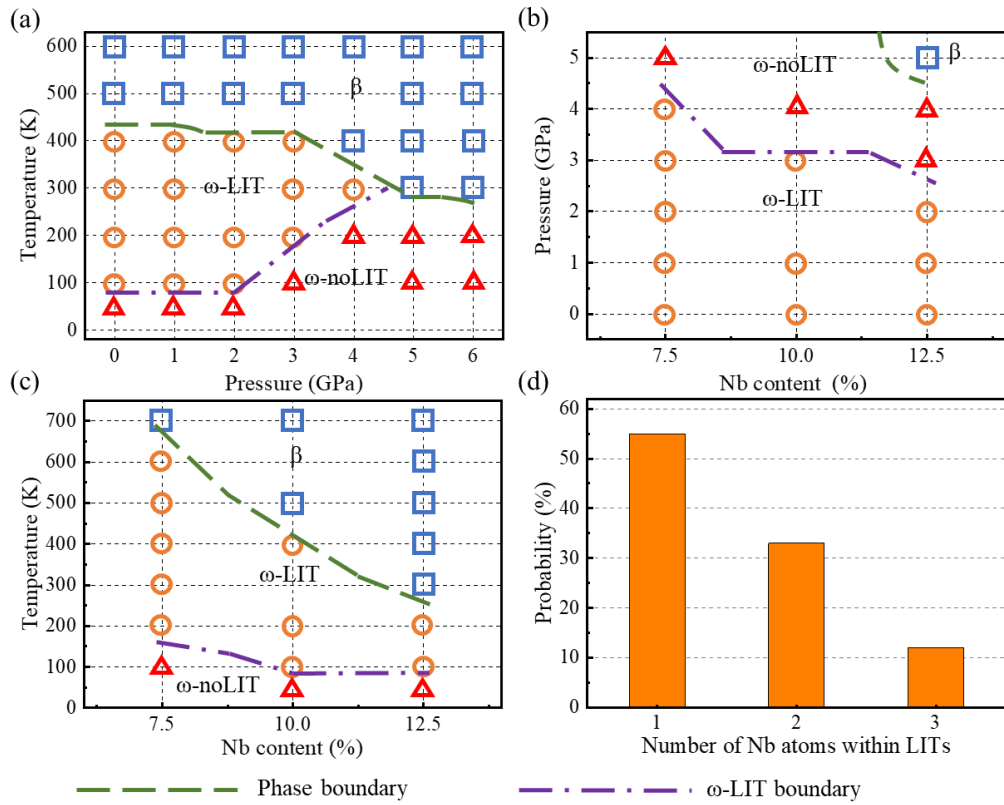 (a)
600
500
400
300
200
100
0
Temperature (K)
β
ω-LIT
ω-noLIT
0 1 2 3 4 5 6
Pressure (GPa)
(b)
5
4
3
2
1
0
Pressure (GPa)
ω-noLIT
β
ω-LIT
7.5 10.0 12.5
Nb content (%)
(c)
700
600
500
400
300
200
100
0
Temperature (K)
β
ω-LIT
ω-noLIT
7.5 10.0 12.5
Nb content (%)
(d)
60
50
40
30
20
10
0
Probability (%)
1 2 3
Number of Nb atoms within LITs
Phase boundary
ω-LIT boundary